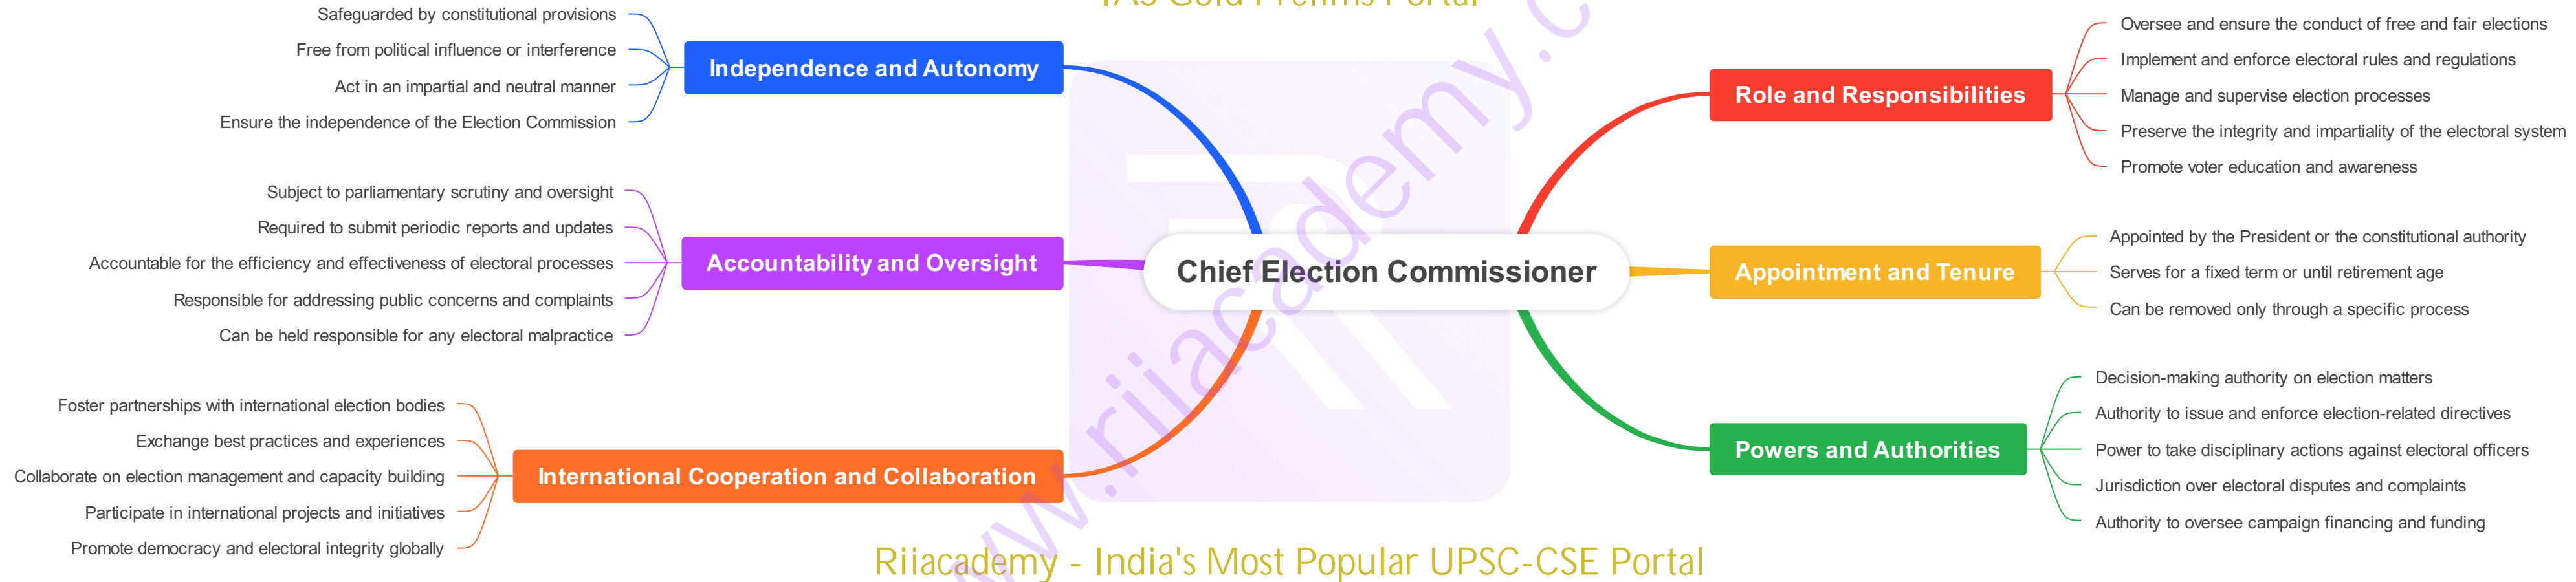 IAS Gold Prelims Portal
Chief Election Commissioner
Role and Responsibilities
Oversee and ensure the conduct of free and fair elections
Implement and enforce electoral rules and regulations
Manage and supervise election processes
Preserve the integrity and impartiality of the electoral system
Promote voter education and awareness
Appointment and Tenure
Appointed by the President or the constitutional authority
Serves for a fixed term or until retirement age
Can be removed only through a specific process
Powers and Authorities
Decision-making authority on election matters
Authority to issue and enforce election-related directives
Power to take disciplinary actions against electoral officers
Jurisdiction over electoral disputes and complaints
Authority to oversee campaign financing and funding
Independence and Autonomy
Safeguarded by constitutional provisions
Free from political influence or interference
Act in an impartial and neutral manner
Ensure the independence of the Election Commission
Accountability and Oversight
Subject to parliamentary scrutiny and oversight
Required to submit periodic reports and updates
Accountable for the efficiency and effectiveness of electoral processes
Responsible for addressing public concerns and complaints
Can be held responsible for any electoral malpractice
International Cooperation and Collaboration
Foster partnerships with international election bodies
Exchange best practices and experiences
Collaborate on election management and capacity building
Participate in international projects and initiatives
Promote democracy and electoral integrity globally
w.riiacademy.c
Riiacademy - India's Most Popular UPSC-CSE Portal